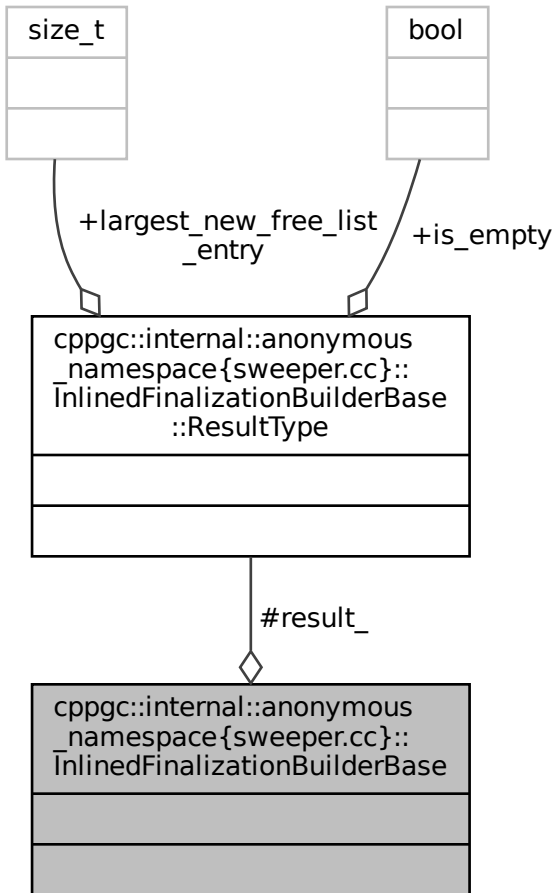 size_t
bool
+largest_new_free_list
_entry
+is_empty
cppgc::internal::anonymous
_namespace{sweeper.cc}::
InlinedFinalizationBuilderBase
::ResultType
#result_
cppgc::internal::anonymous
_namespace{sweeper.cc}::
InlinedFinalizationBuilderBase